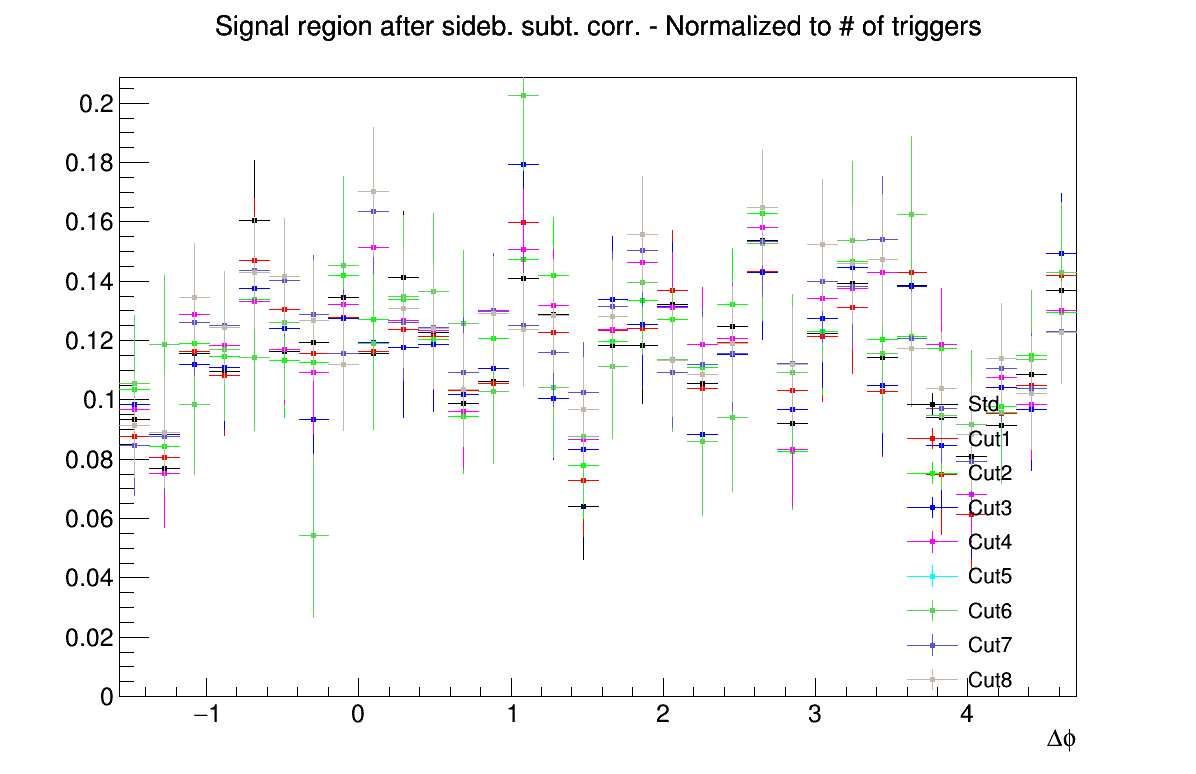 Signal region after sideb. subt. corr. - Normalized to # of triggers
0.2
0.18
0.16
0.14
0.12
0.1
0.08
0.06
0.04
0.02
0
Std
Cut1
Cut2
Cut3
Cut4
Cut5
Cut6
Cut7
Cut8
−1 0 1 2 3 4
Δϕ